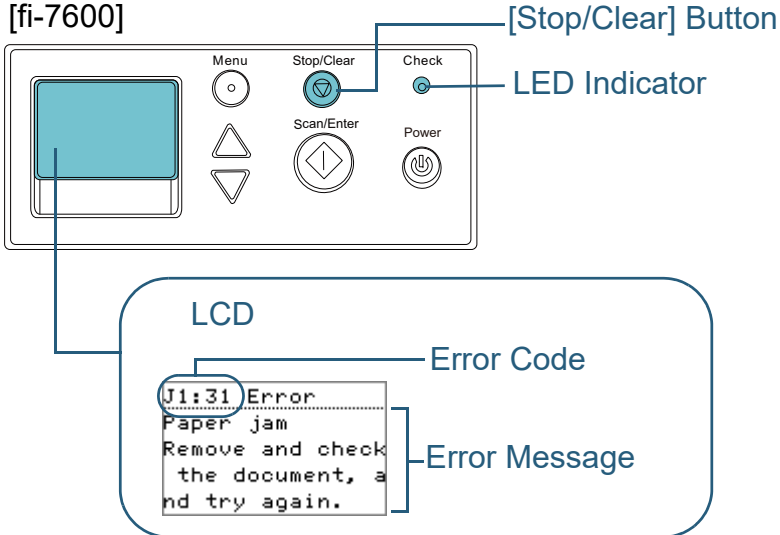 [fi-7600]
[Stop/Clear] Button
Menu
Stop/Clear
Check
LED Indicator
Scan/Enter
Power
LCD
Error Code
J1:31 Error
Paper jam
Remove and check
the document, a
nd try again.
Error Message